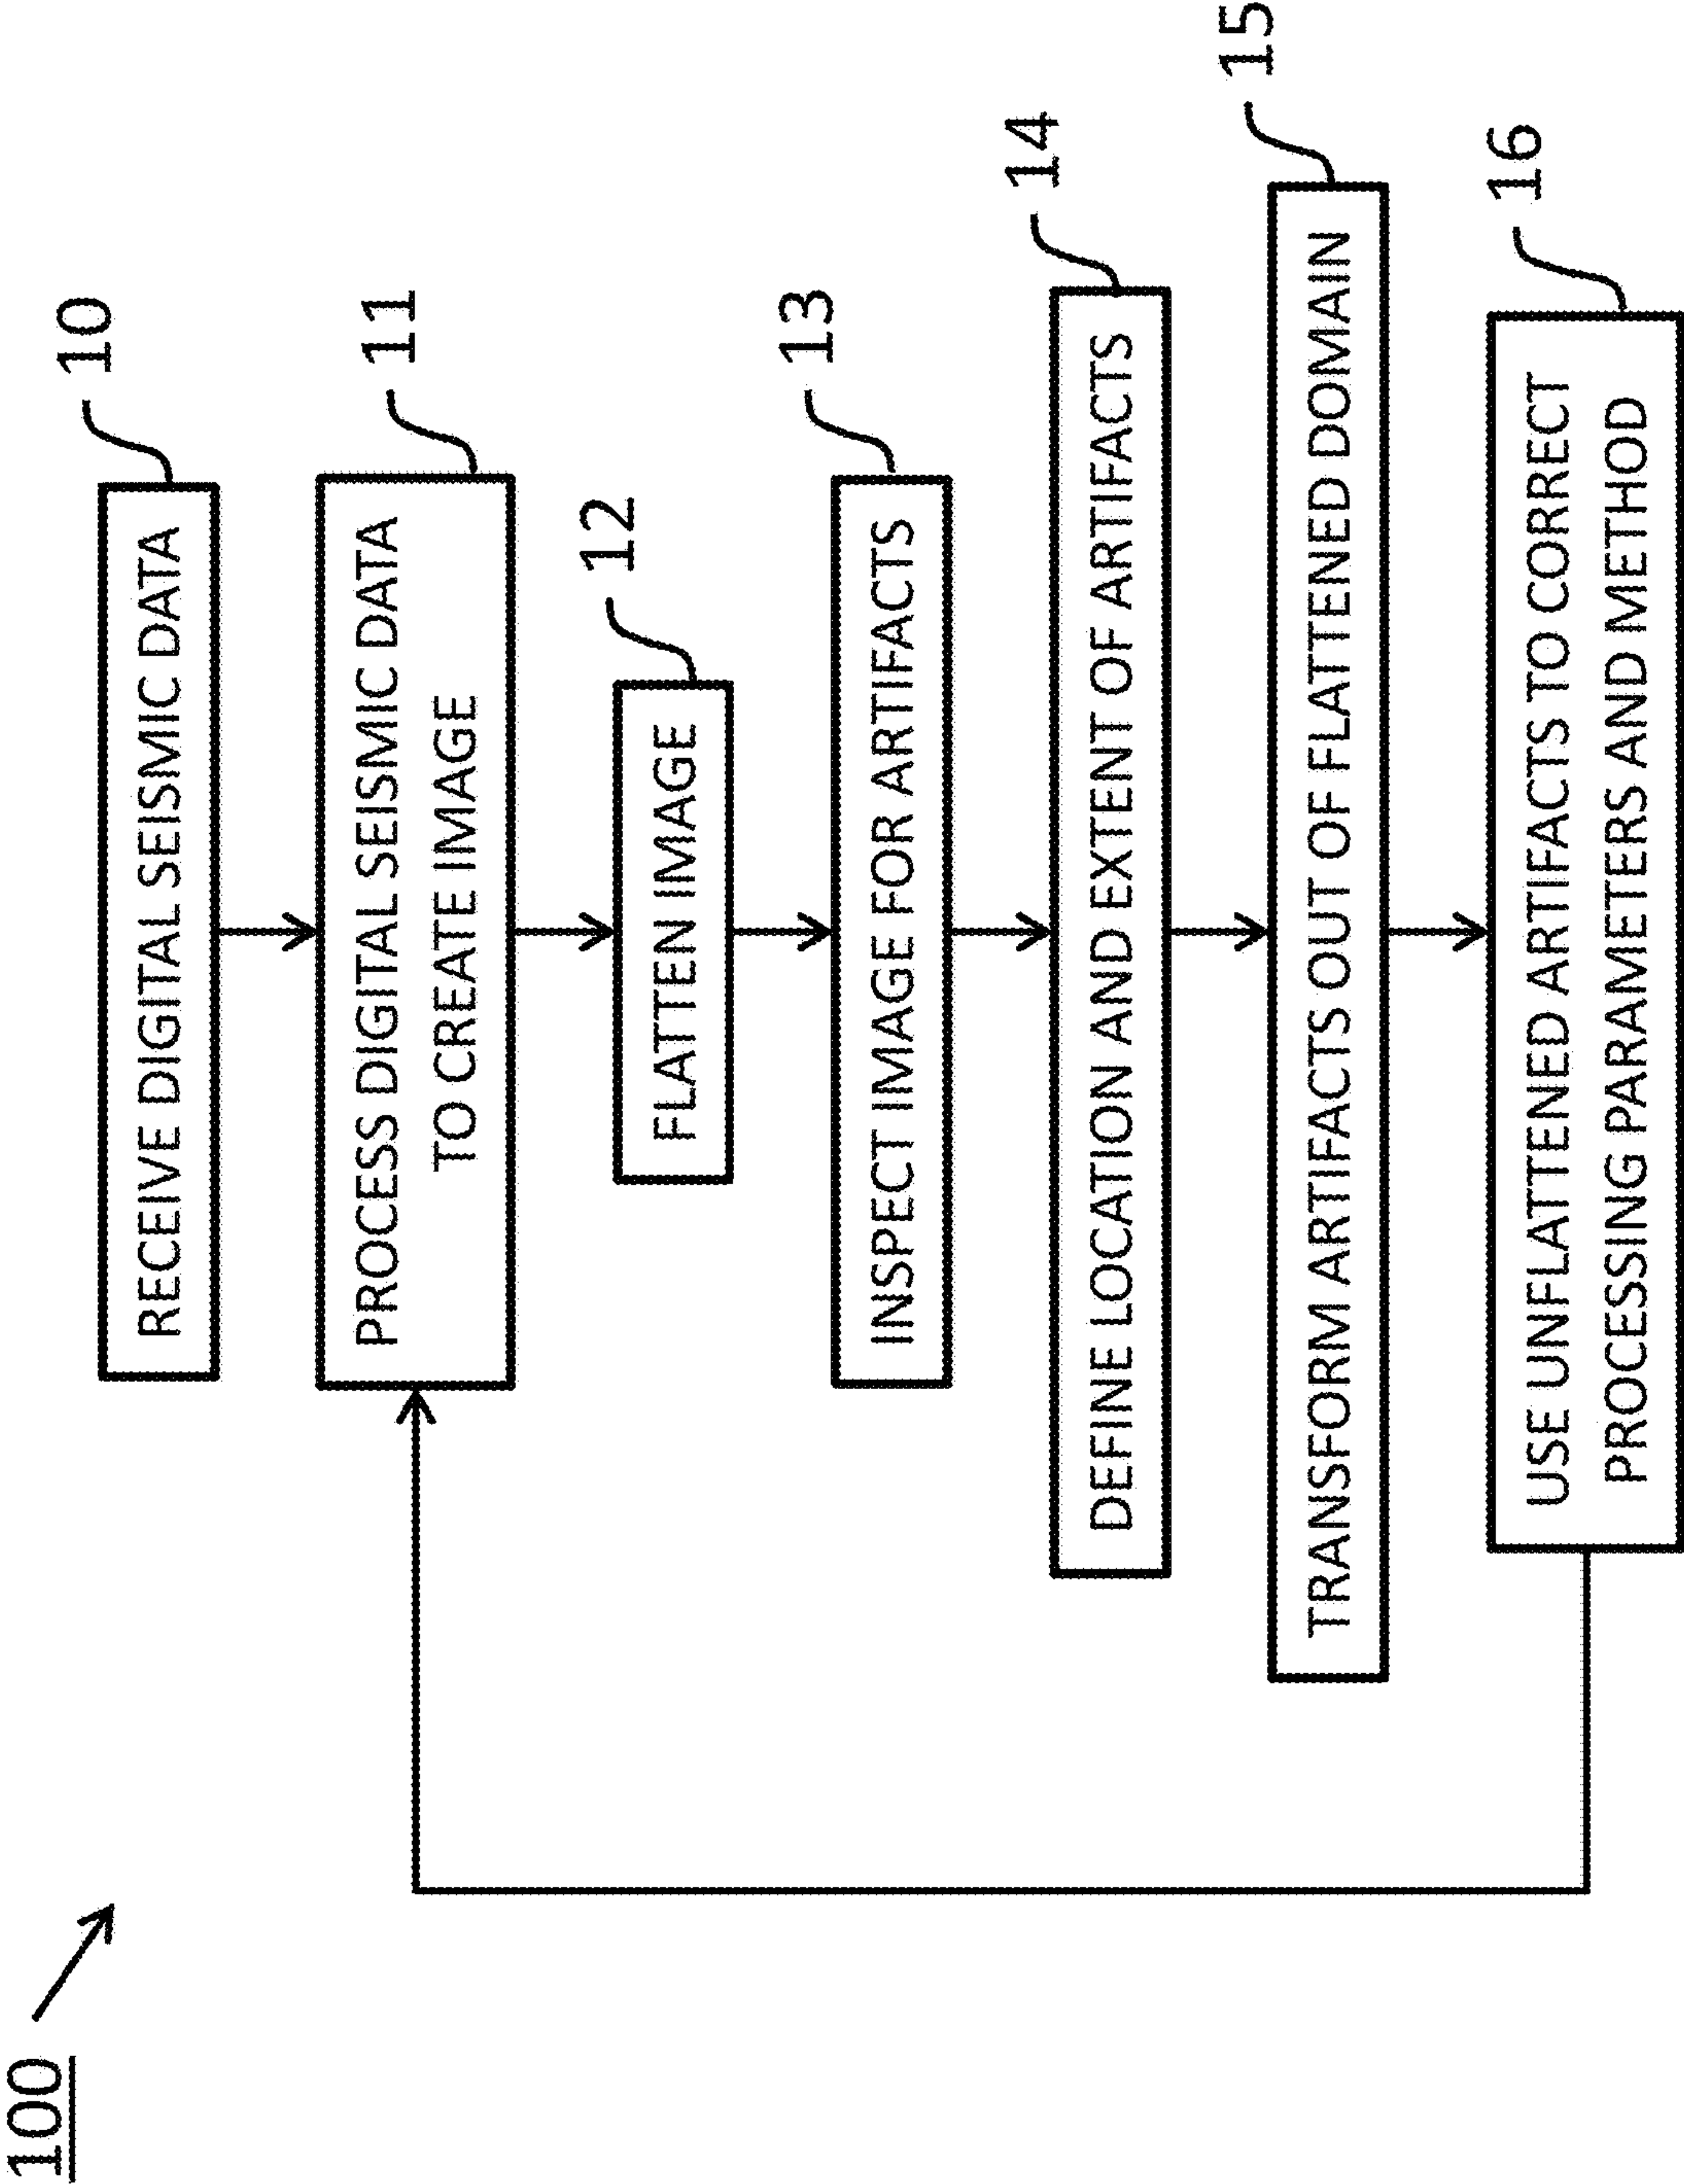 100
RECEIVE DIGITAL SEISMIC DATA
10
PROCESS DIGITAL SEISMIC DATA
TO CREATE IMAGE
11
FLATTEN IMAGE
12
INSPECT IMAGE FOR ARTIFACTS
13
DEFINE LOCATION AND EXTENT OF ARTIFACTS
14
TRANSFORM ARTIFACTS OUT OF FLATTENED DOMAIN
15
USE UNFLATTENED ARTIFACTS TO CORRECT
PROCESSING PARAMETERS AND METHOD
16